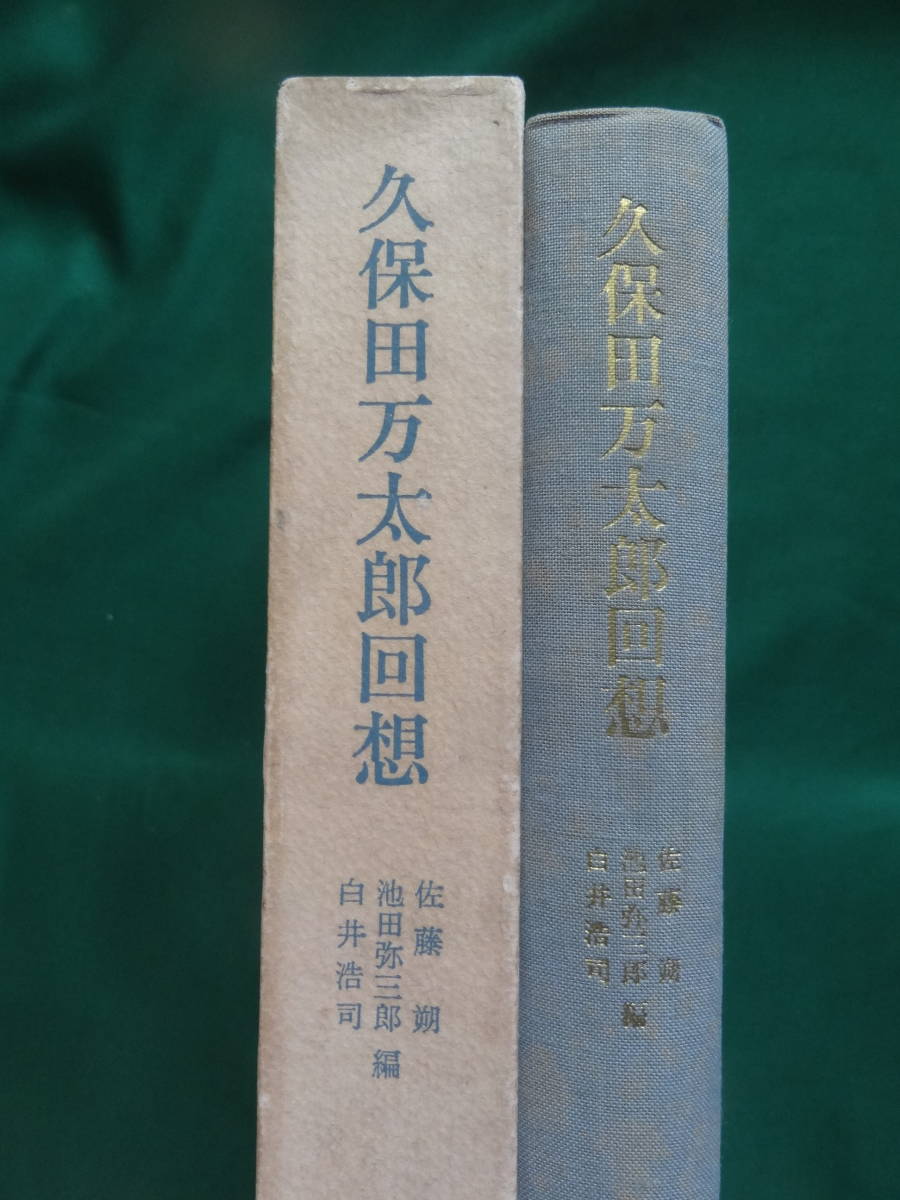 久保田万太郎回想
佐藤 朔
池田弥三郎 編
白井浩司
久保田万太郎回想
佐藤 朔
池田弥三郎 編
白井浩司